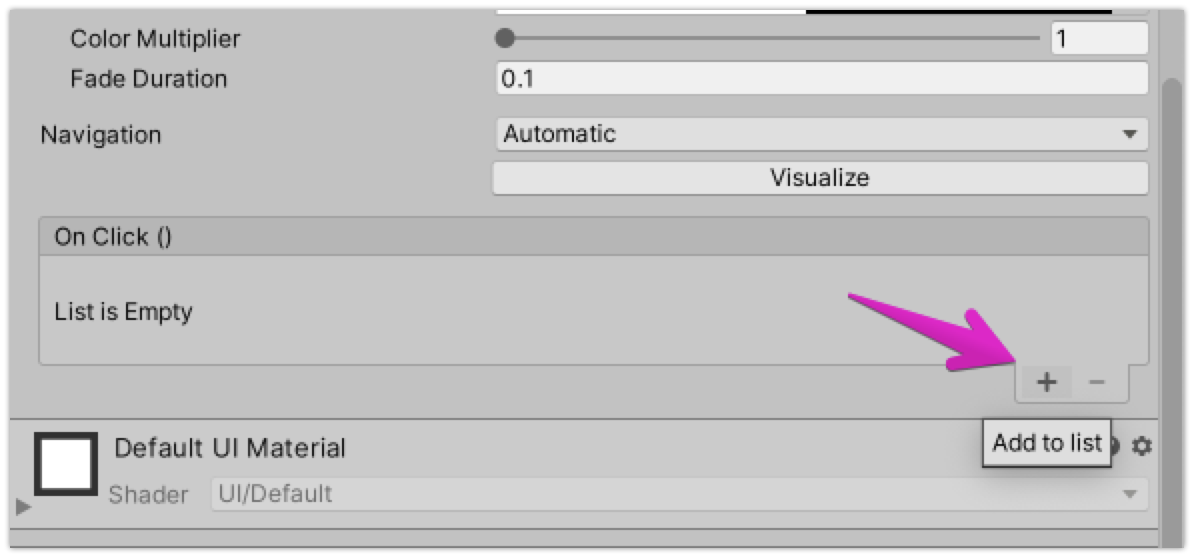 Color Multiplier 1
Fade Duration 0.1
Navigation Automatic
Visualize
On Click ()
List is Empty
Default UI Material
Add to list
Shader UI/Default